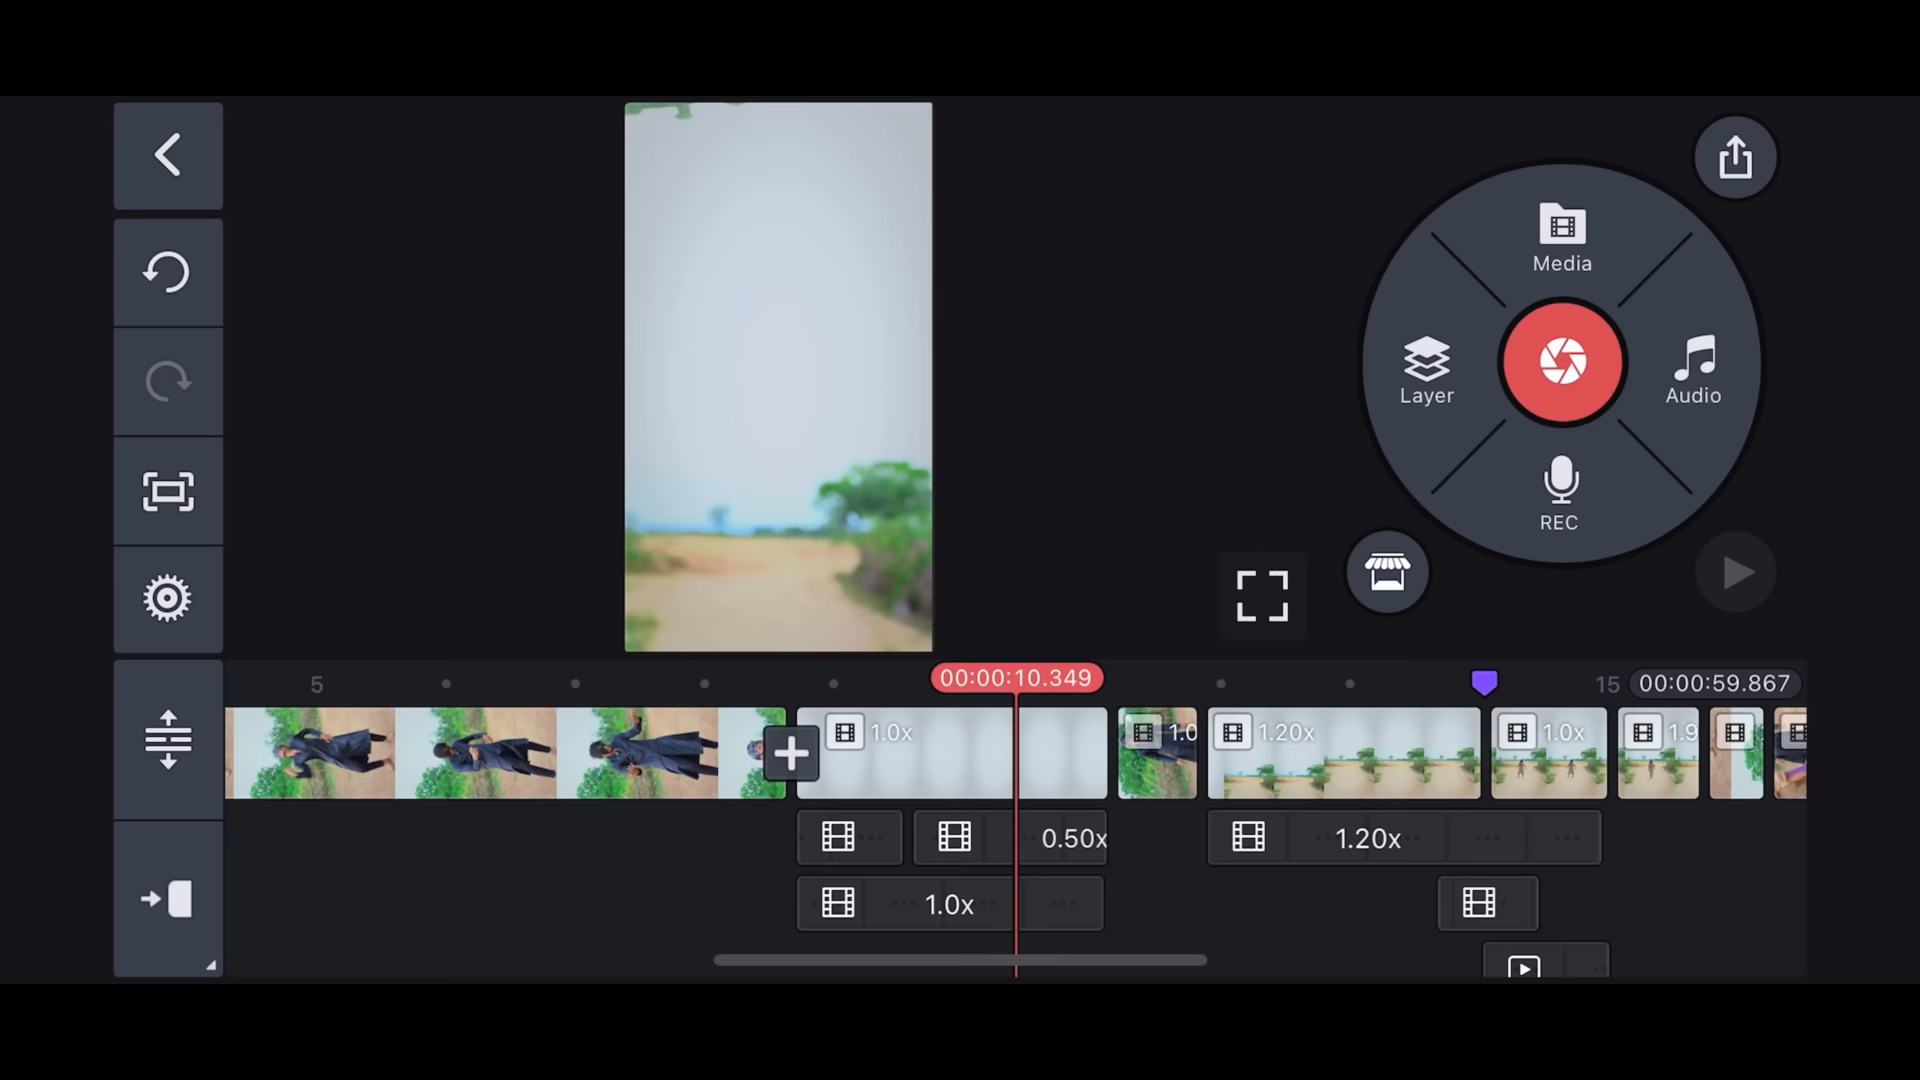 Media
Layer
Audio
REC
5
00:00:10.349
15
00:00:59.867
1.0x
1.0
1.20x
1.0x
1.9
0.50x
1.20x
1.0x